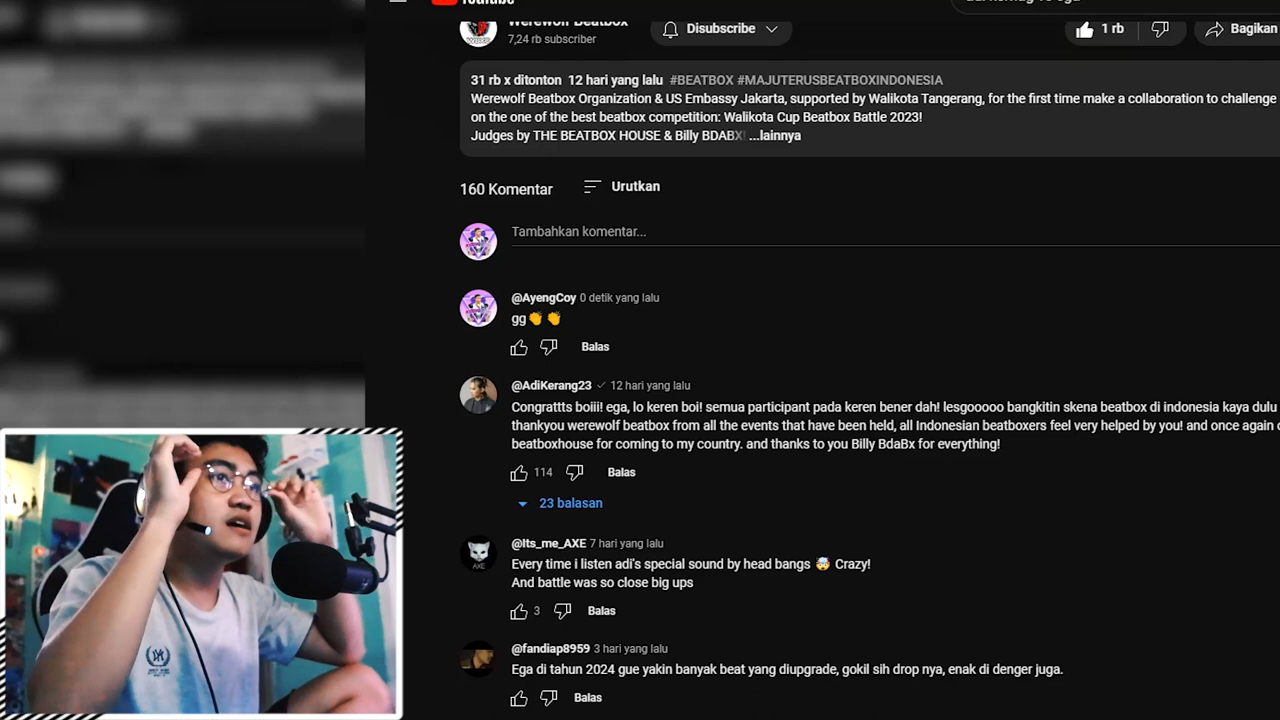 Werewolf Beatbox
7,24 rb subscriber
Disubscribe
1 rb
Bagikan
31 rb x ditonton 12 hari yang lalu #BEATBOX #MAJUTERUSBEATBOXINDONESIA
Werewolf Beatbox Organization & US Embassy Jakarta, supported by Walikota Tangerang, for the first time make a collaboration to challenge
on the one of the best beatbox competition: Walikota Cup Beatbox Battle 2023!
Judges by THE BEATBOX HOUSE & Billy BDABX ...lainnya
160 Komentar
Urutkan
Tambahkan komentar...
@AyengCoy 0 detik yang lalu
gg👏 👏
Balas
@AdiKerang23 12 hari yang lalu
Congrattts boiii! ega, lo keren boi! semua participant pada keren bener dah! lesgooooo bangkitin skena beatbox di indonesia kaya dulu
thankyou werewolf beatbox from all the events that have been held, all Indonesian beatboxers feel very helped by you! and once again
beatboxhouse for coming to my country. and thanks to you Billy BdaBx for everything!
114
Balas
23 balasan
@Its_me_AXE 7 hari yang lalu
Every time i listen adi's special sound by head bangs 🤯 Crazy!
And battle was so close big ups
3
Balas
AXE
@fandiap8959 3 hari yang lalu
Ega di tahun 2024 gue yakin banyak beat yang diupgrade, gokil sih drop nya, enak di denger juga.
Balas